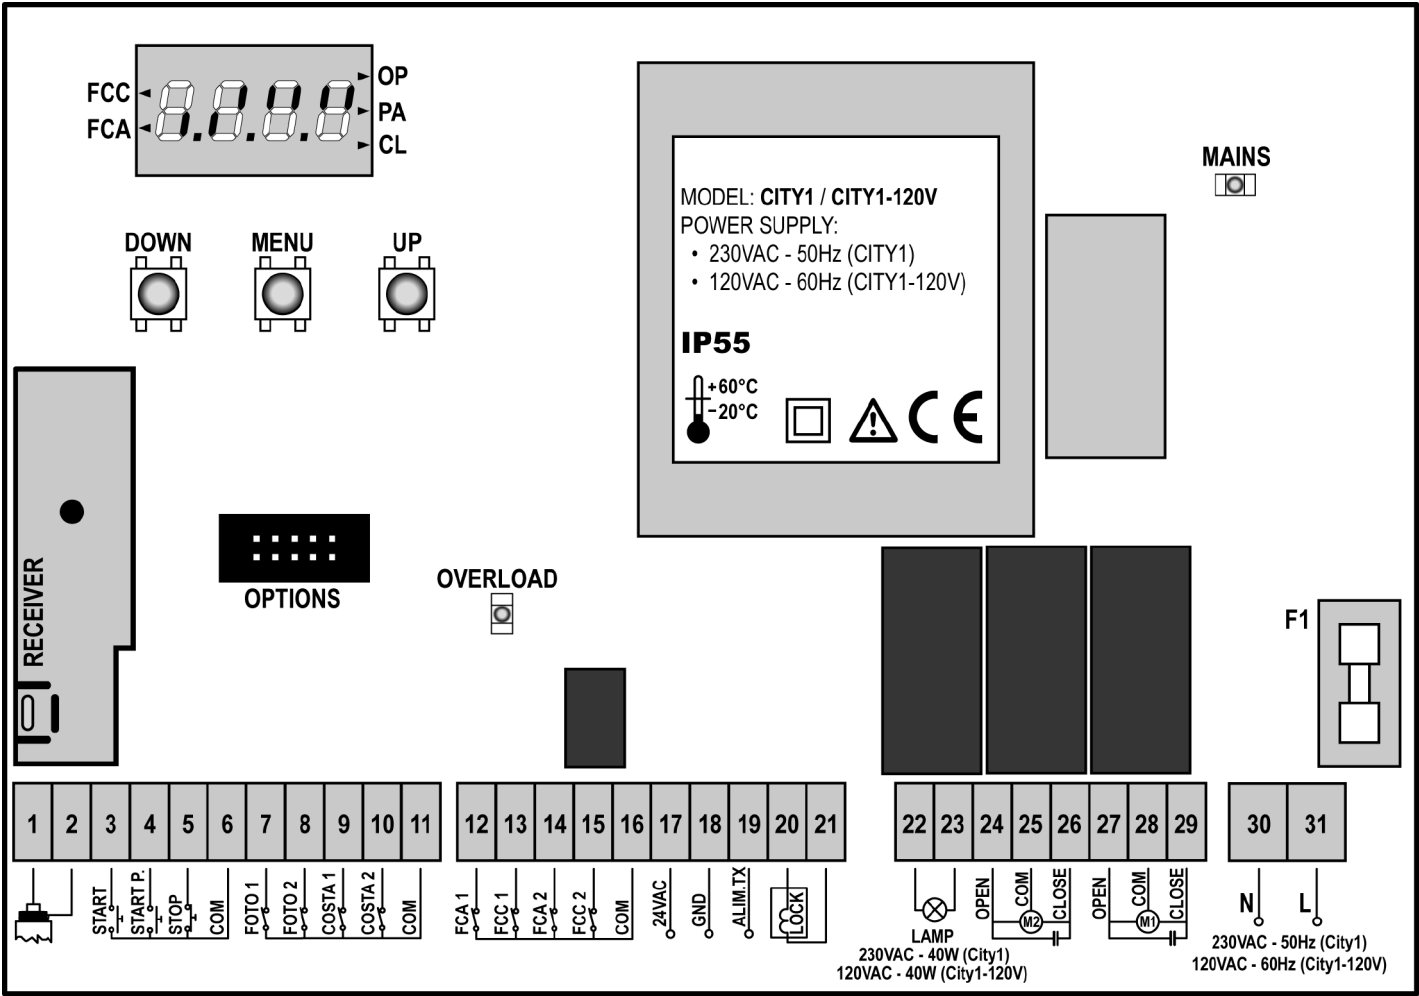 FCC
FCA
OP
PA
CL
DOWN MENU UP
MODEL: CITY1 / CITY1-120V
POWER SUPPLY:
• 230VAC - 50Hz (CITY1)
• 120VAC - 60Hz (CITY1-120V)
IP55
+60°C
-20°C
CE
MAINS
RECEIVER
OPTIONS
OVERLOAD
F1
1 2 3 4 5 6 7 8 9 10 11
12 13 14 15 16 17 18 19 20 21
22 23 24 25 26 27 28 29
30 31
START
START P.
STOP
COM
FOTO 1
FOTO 2
COSTA 1
COSTA 2
COM
FCA 1
FCC 1
FCA 2
FCC 2
COM
24VAC
GND
ALIM.TX
LOCK
LAMP
230VAC - 40W (City1)
120VAC - 40W (City1-120V)
OPEN
COM
CLOSE
M2
OPEN
COM
CLOSE
M1
N L
230VAC - 50Hz (City1)
120VAC - 60Hz (City1-120V)